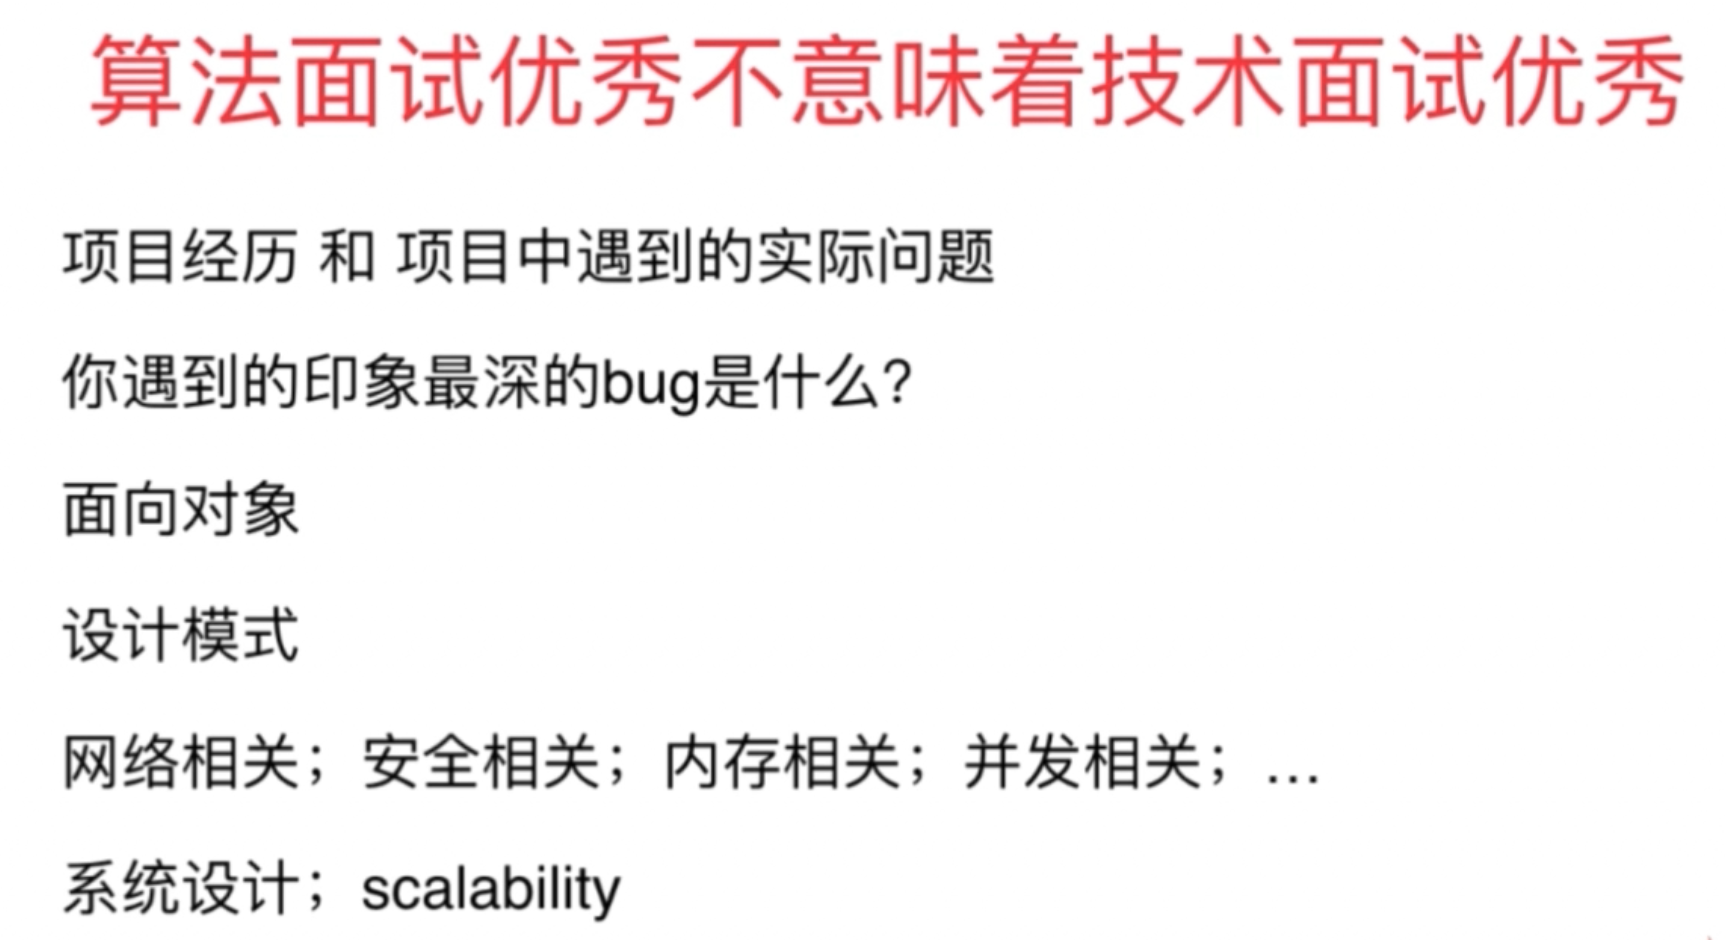 算法面试优秀不意味着技术面试优秀
项目经历 和 项目中遇到的实际问题
你遇到的印象最深的bug是什么?
面向对象
设计模式
网络相关；安全相关；内存相关；并发相关；…
系统设计；scalability